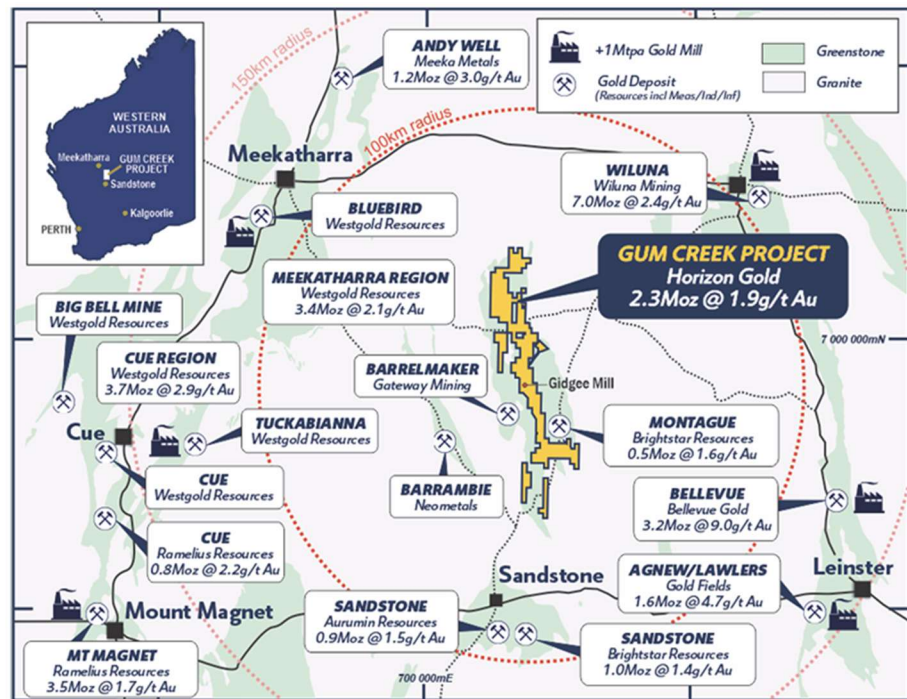 WESTERN
AUSTRALIA
Meekatharra
GUM CREEK
PROJECT
Sandstone
Kalgoorlie
PERTH
150km radius
100km radius
ANDY WELL
Meeka Metals
1.2Moz @ 3.0g/t Au
+1Mtpa Gold Mill
Gold Deposit
(Resources incl Meas/Ind/Inf)
Greenstone
Granite
Meekatharra
WILUNA
Wiluna Mining
7.0Moz @ 2.4g/t Au
BLUEBIRD
Westgold Resources
GUM CREEK PROJECT
Horizon Gold
2.3Moz @ 1.9g/t Au
MEEKATHARRA REGION
Westgold Resources
3.4Moz @ 2.1g/t Au
BIG BELL MINE
Westgold Resources
7 000 000mN
CUE REGION
Westgold Resources
3.7Moz @ 2.9g/t Au
BARRELMAKER
Gateway Mining
Gidgee Mill
Cue
TUCKABIANNA
Westgold Resources
MONTAGUE
Brightstar Resources
0.5Moz @ 1.6g/t Au
CUE
Westgold Resources
BARRAMBIE
Neometals
BELLEVUE
Bellevue Gold
3.2Moz @ 9.0g/t Au
CUE
Ramelius Resources
0.8Moz @ 2.2g/t Au
Sandstone
AGNEW/LAWLERS
Gold Fields
1.6Moz @ 4.7g/t Au
Leinster
Mount Magnet
SANDSTONE
Aurumin Resources
0.9Moz @ 1.5g/t Au
SANDSTONE
Brightstar Resources
1.0Moz @ 1.4g/t Au
MT MAGNET
Ramelius Resources
3.5Moz @ 1.7g/t Au
700 000mE